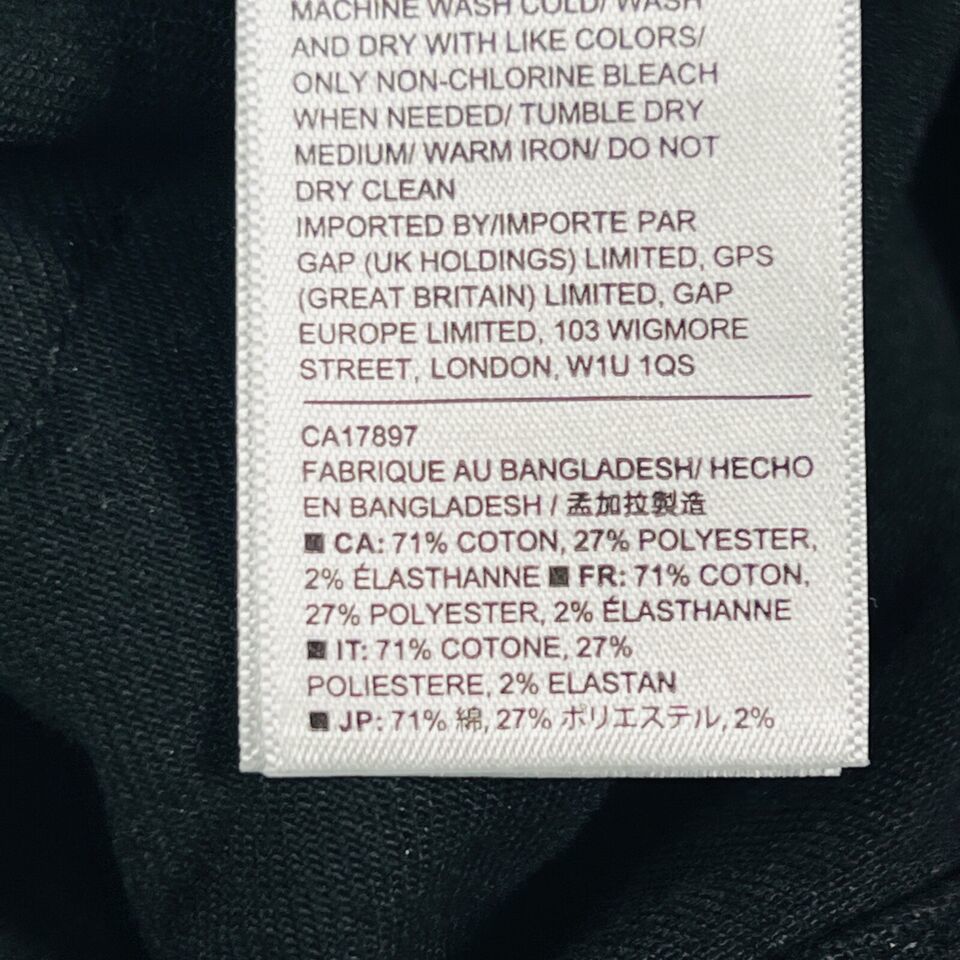 MACHINE WASH COLD/ WASH
AND DRY WITH LIKE COLORS/
ONLY NON-CHLORINE BLEACH
WHEN NEEDED/ TUMBLE DRY
MEDIUM/ WARM IRON/ DO NOT
DRY CLEAN
IMPORTED BY/IMPORTE PAR
GAP (UK HOLDINGS) LIMITED, GPS
(GREAT BRITAIN) LIMITED, GAP
EUROPE LIMITED, 103 WIGMORE
STREET, LONDON, W1U 1QS
CA17897
FABRIQUE AU BANGLADESH/ HECHO
EN BANGLADESH / 孟加拉製造
CA: 71% COTON, 27% POLYESTER,
2% ÉLASTHANNE FR: 71% COTON,
27% POLYESTER, 2% ÉLASTHANNE
IT: 71% COTONE, 27%
POLIESTERE, 2% ELASTAN
JP: 71% 綿, 27% ポリエステル, 2%